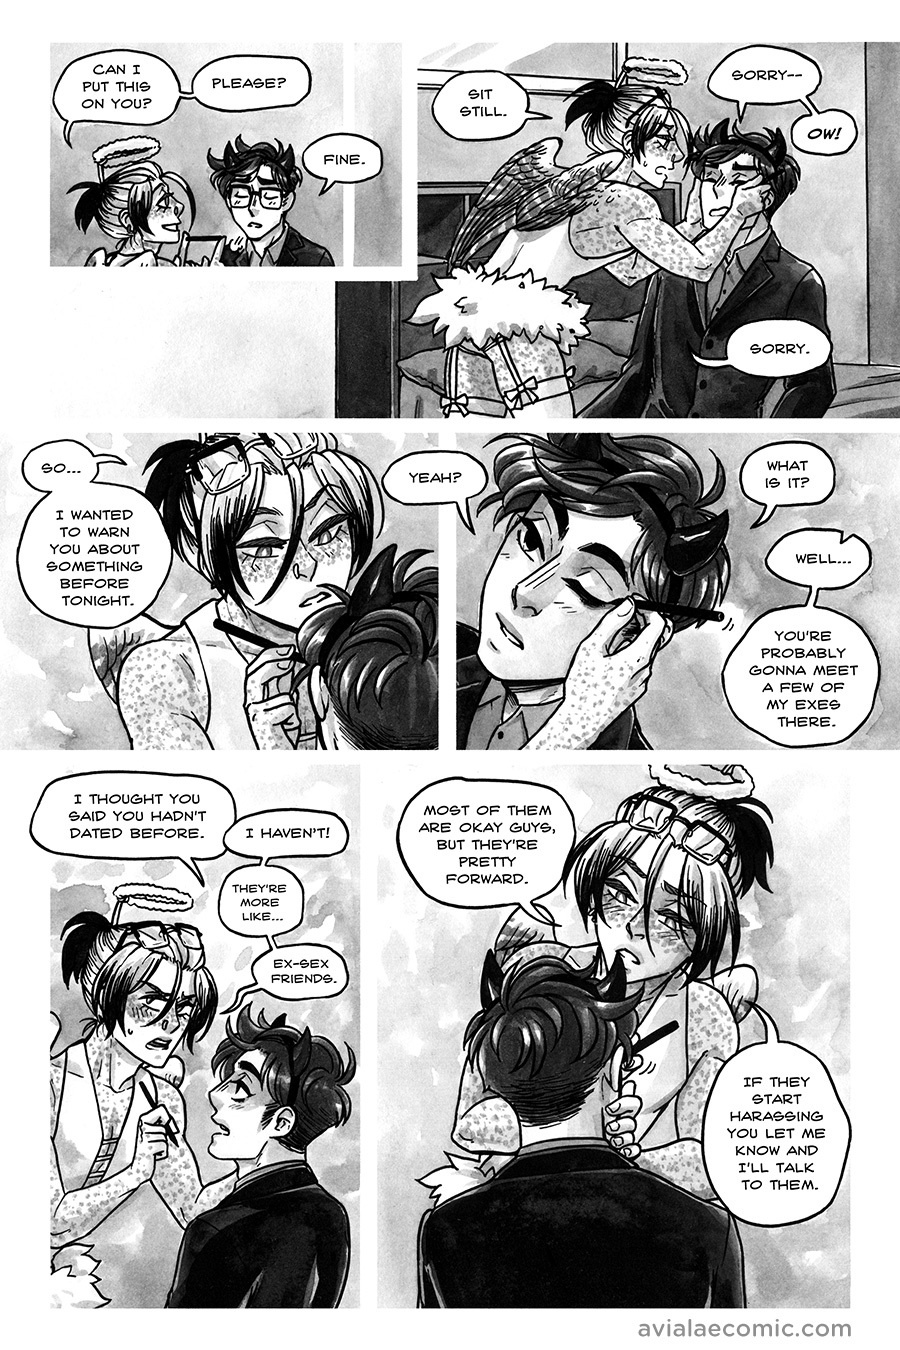 CAN I
PUT THIS
ON YOU?
PLEASE?
FINE.
SIT
STILL.
SORRY--
OW!
SORRY.
SO...
I WANTED
TO WARN
YOU ABOUT
SOMETHING
BEFORE
TONIGHT.
YEAH?
WHAT
IS IT?
WELL...
YOU'RE
PROBABLY
GONNA MEET
A FEW OF
MY EXES
THERE.
I THOUGHT YOU
SAID YOU HADN'T
DATED BEFORE.
I HAVEN'T!
THEY'RE
MORE
LIKE...
EX-SEX
FRIENDS.
MOST OF THEM
ARE OKAY GUYS,
BUT THEY'RE
PRETTY
FORWARD.
IF THEY
START
HARASSING
YOU LET ME
KNOW AND
I'LL TALK
TO THEM.
avialaecomic.com